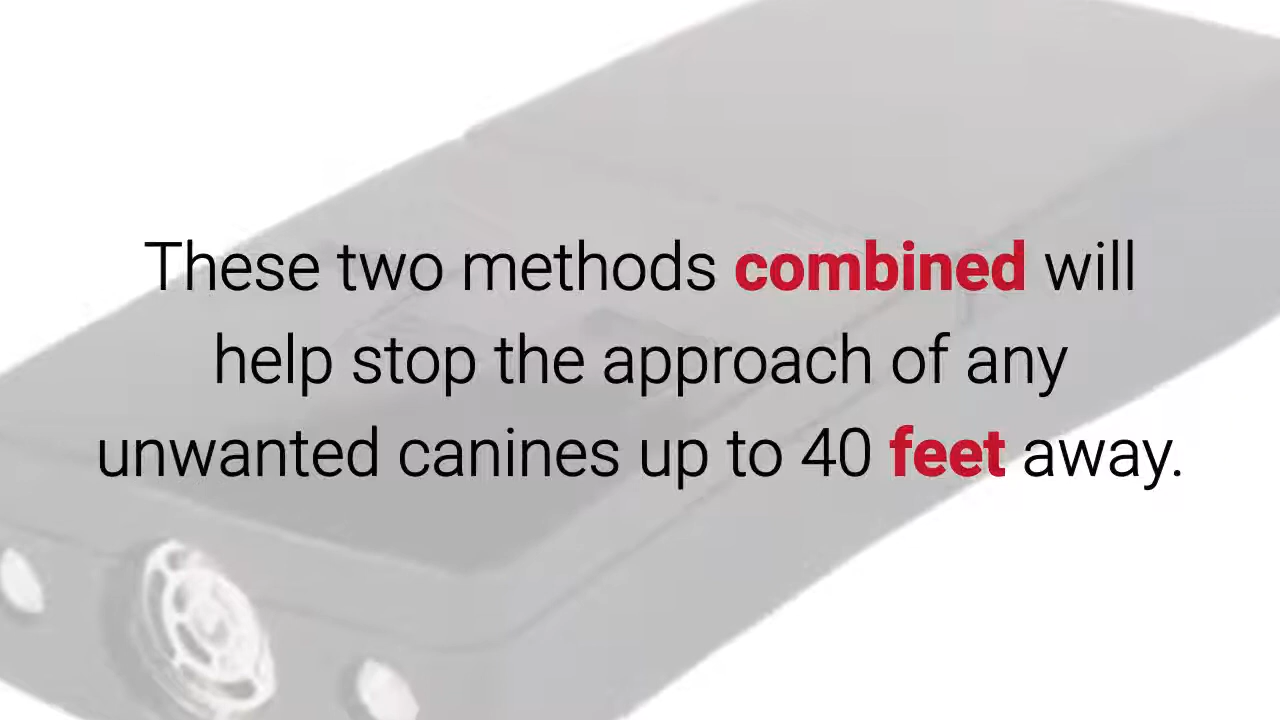 These two methods combined will
help stop the approach of any
unwanted canines up to 40 feet away.